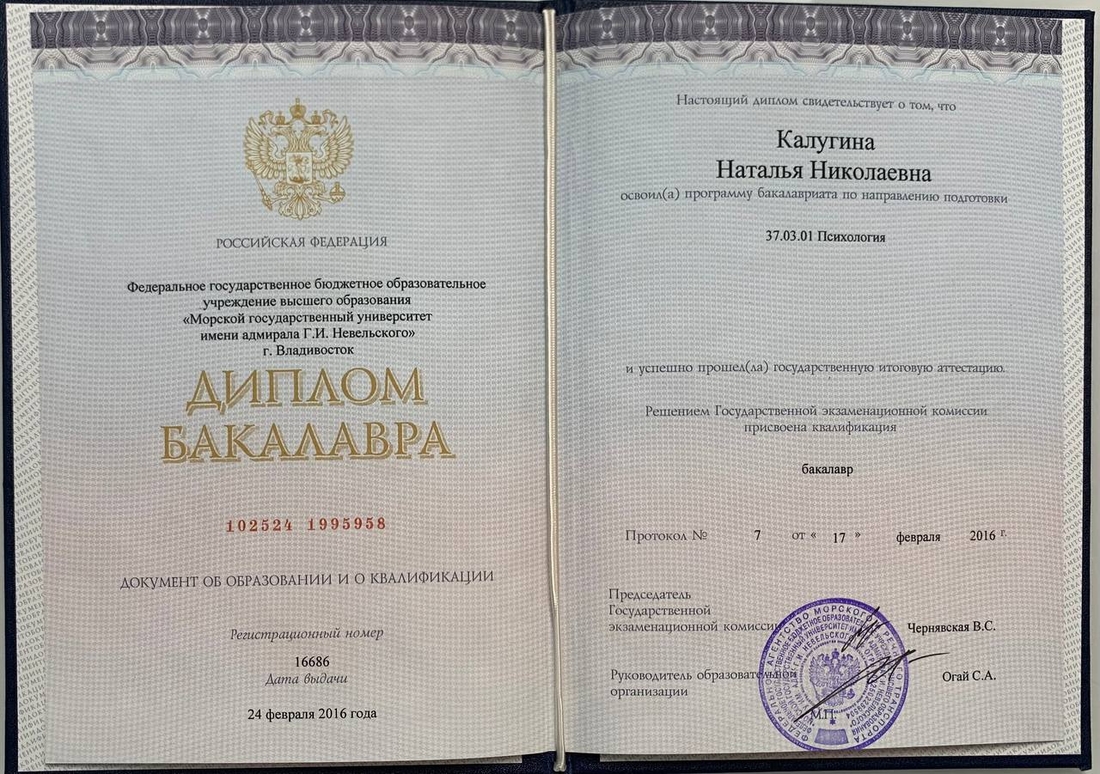 РОССИЙСКАЯ ФЕДЕРАЦИЯ
Федеральное государственное бюджетное образовательное
учреждение высшего образования
«Морской государственный университет
имени адмирала Г.И. Невельского»
г. Владивосток
ДИПЛОМ
БАКАЛАВРА
102524 1995958
ДОКУМЕНТ ОБ ОБРАЗОВАНИИ И О КВАЛИФИКАЦИИ
Регистрационный номер
16686
Дата выдачи
24 февраля 2016 года
Настоящий диплом свидетельствует о том, что
Калугина
Наталья Николаевна
освоил(а) программу бакалавриата по направлению подготовки
37.03.01 Психология
и успешно прошел(ла) государственную итоговую аттестацию.
Решением Государственной экзаменационной комиссии
присвоена квалификация
бакалавр
Протокол № 7 от « 17 » февраля 2016 г.
Председатель
Государственной
экзаменационной комиссии
Чернявская В.С.
Руководитель образовательной
организации
Огай С.А.
М.П.